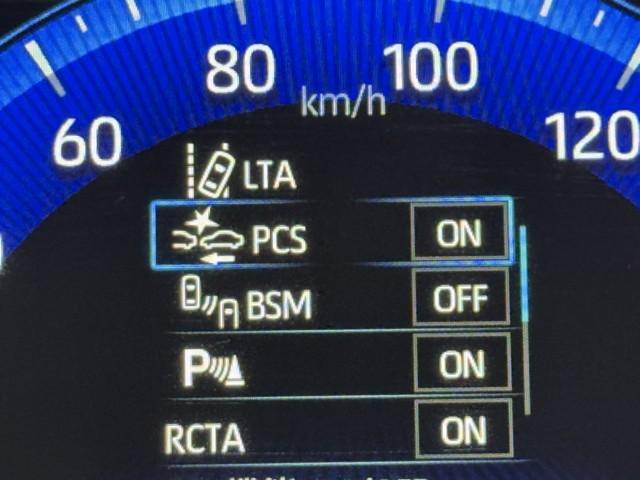 80 100
km/h
60 120
LTA
PCS ON
BSM OFF
P ON
RCTA ON